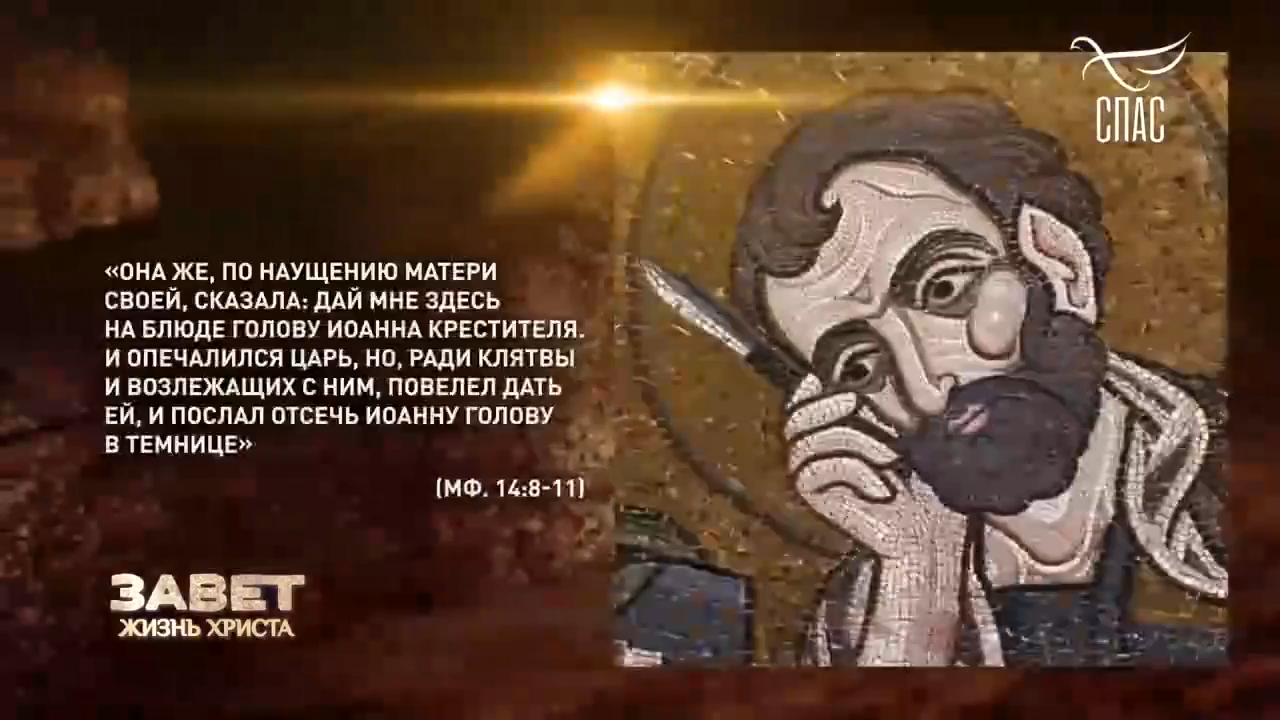 СПАС
«ОНА ЖЕ, ПО НАУЩЕНИЮ МАТЕРИ
СВОЕЙ, СКАЗАЛА: ДАЙ МНЕ ЗДЕСЬ
НА БЛЮДЕ ГОЛОВУ ИОАННА КРЕСТИТЕЛЯ.
И ОПЕЧАЛИЛСЯ ЦАРЬ, НО, РАДИ КЛЯТВЫ
И ВОЗЛЕЖАЩИХ С НИМ, ПОВЕЛЕЛ ДАТЬ
ЕЙ, И ПОСЛАЛ ОТСЕЧЬ ИОАННУ ГОЛОВУ
В ТЕМНИЦЕ»
(МФ. 14:8-11)
ЗАВЕТ
ЖИЗНЬ ХРИСТА